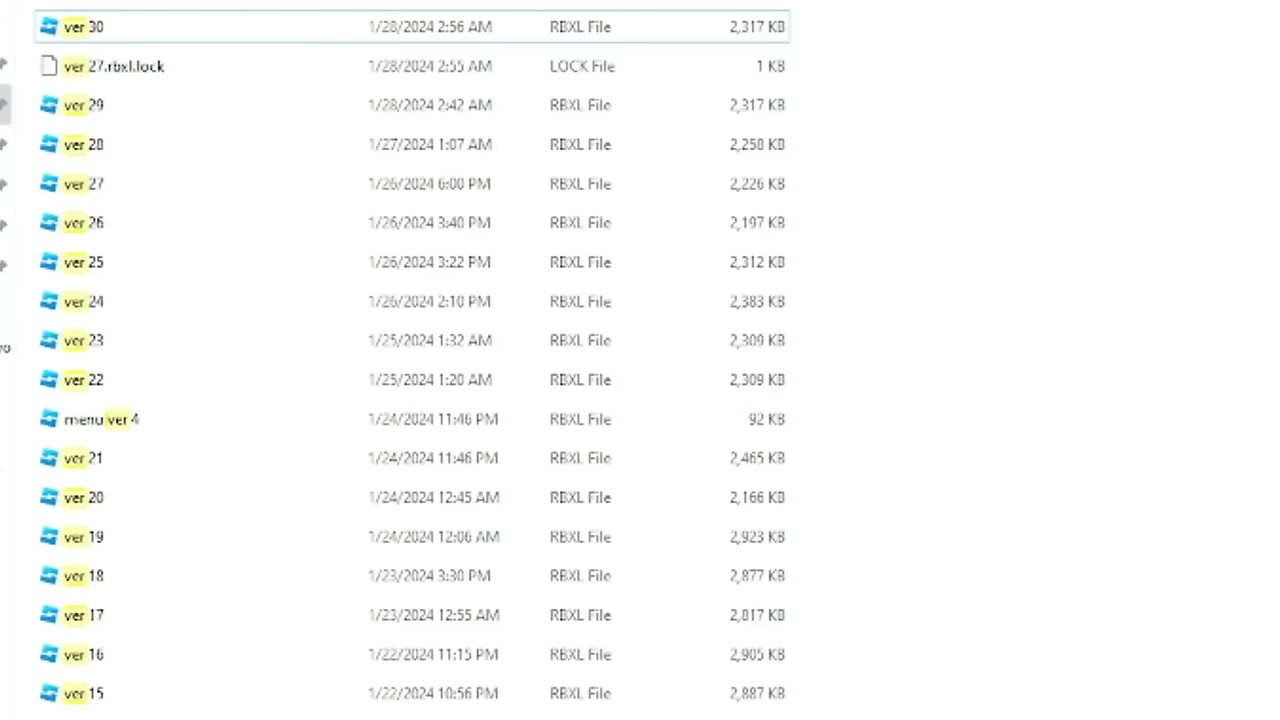 ver 30 1/28/2024 2:56 AM RBXL File 2,317 KB
ver 27.rbxl.lock 1/28/2024 2:55 AM LOCK File 1 KB
ver 29 1/28/2024 2:42 AM RBXL File 2,317 KB
ver 28 1/27/2024 1:07 AM RBXL File 2,258 KB
ver 27 1/26/2024 6:00 PM RBXL File 2,226 KB
ver 26 1/26/2024 3:40 PM RBXL File 2,197 KB
ver 25 1/26/2024 3:22 PM RBXL File 2,312 KB
ver 24 1/26/2024 2:10 PM RBXL File 2,383 KB
ver 23 1/25/2024 1:32 AM RBXL File 2,309 KB
ver 22 1/25/2024 1:20 AM RBXL File 2,309 KB
menu ver 4 1/24/2024 11:46 PM RBXL File 92 KB
ver 21 1/24/2024 11:46 PM RBXL File 2,465 KB
ver 20 1/24/2024 12:45 AM RBXL File 2,166 KB
ver 19 1/24/2024 12:06 AM RBXL File 2,923 KB
ver 18 1/23/2024 3:30 PM RBXL File 2,877 KB
ver 17 1/23/2024 12:55 AM RBXL File 2,817 KB
ver 16 1/22/2024 11:15 PM RBXL File 2,905 KB
ver 15 1/22/2024 10:56 PM RBXL File 2,887 KB